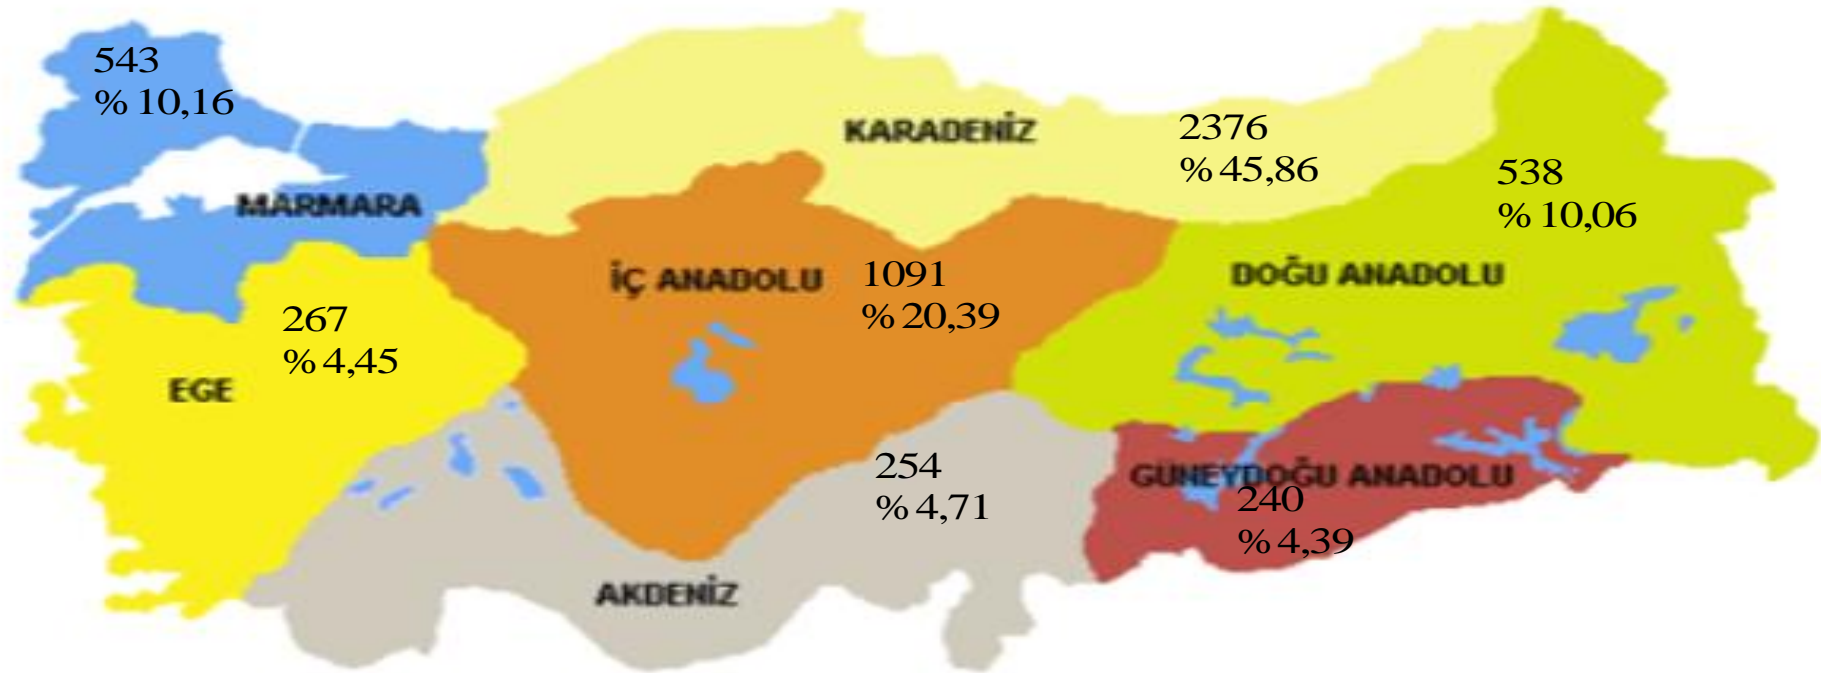 543
% 10,16
MARMARA
KARADENİZ
2376
% 45,86
538
% 10,06
İÇ ANADOLU
1091
% 20,39
DOĞU ANADOLU
267
% 4,45
EGE
254
% 4,71
GÜNEYDOĞU ANADOLU
240
% 4,39
AKDENİZ